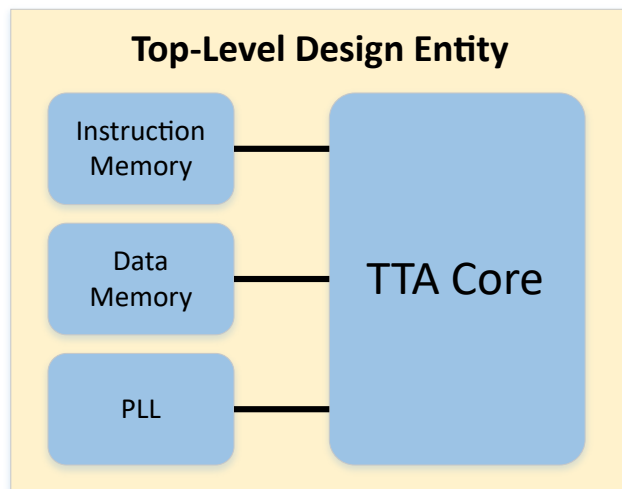 Top-Level Design Entity
Instruction
Memory
Data
Memory
PLL
TTA Core